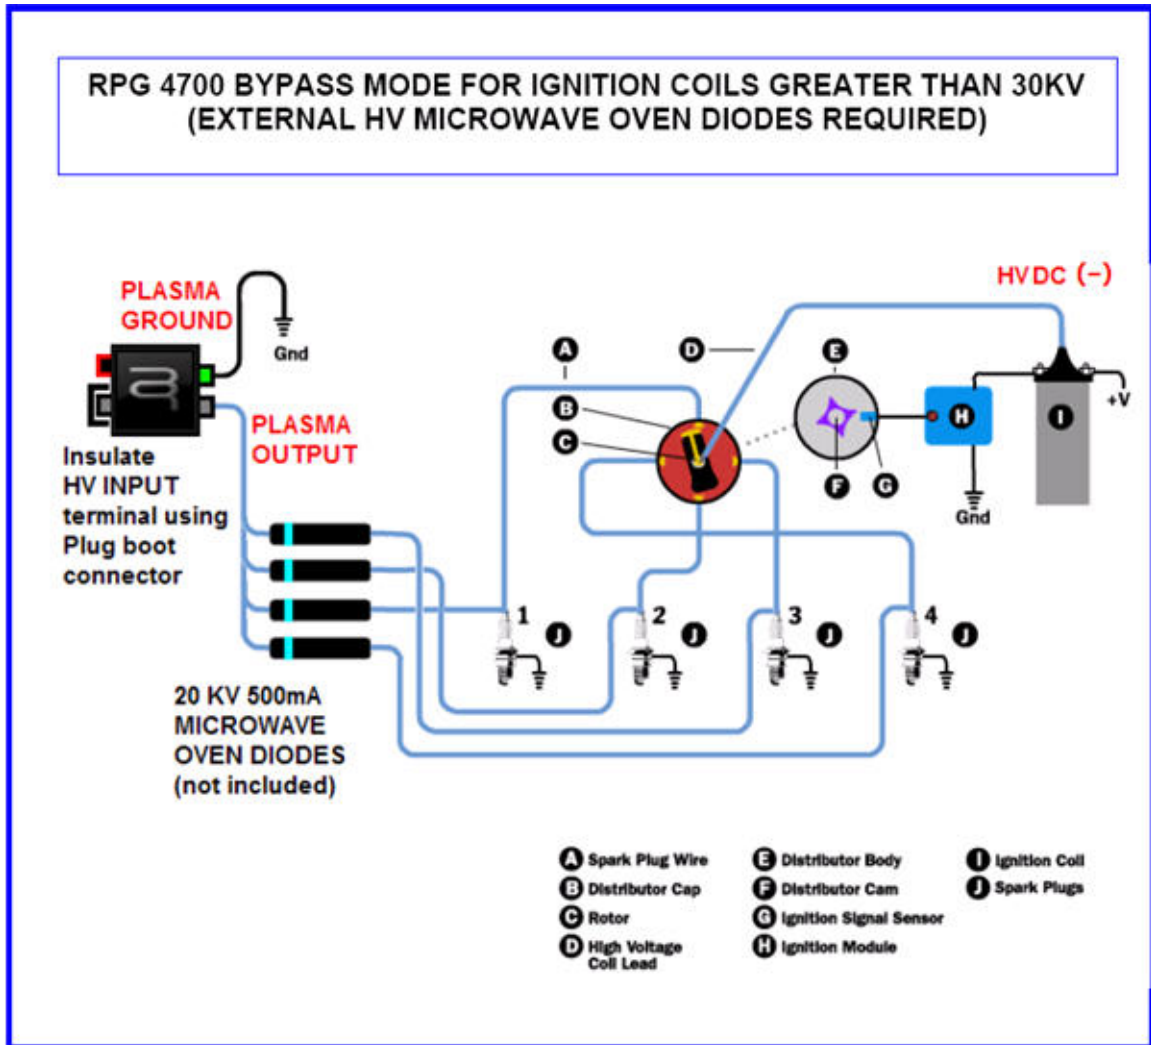 RPG 4700 BYPASS MODE FOR IGNITION COILS GREATER THAN 30KV
(EXTERNAL HV MICROWAVE OVEN DIODES REQUIRED)
HVDC (-)
PLASMA
GROUND
Gnd
PLASMA
OUTPUT
Insulate
HV INPUT
terminal using
Plug boot
connector
A
B
C
D
E
F
G
H
I
+V
Gnd
1
J
2
J
3
J
4
J
20 KV 500mA
MICROWAVE
OVEN DIODES
(not included)
A Spark Plug Wire
B Distributor Cap
C Rotor
D High Voltage
Coil Lead
E Distributor Body
F Distributor Cam
G Ignition Signal Sensor
H Ignition Module
I Ignition Coil
J Spark Plugs